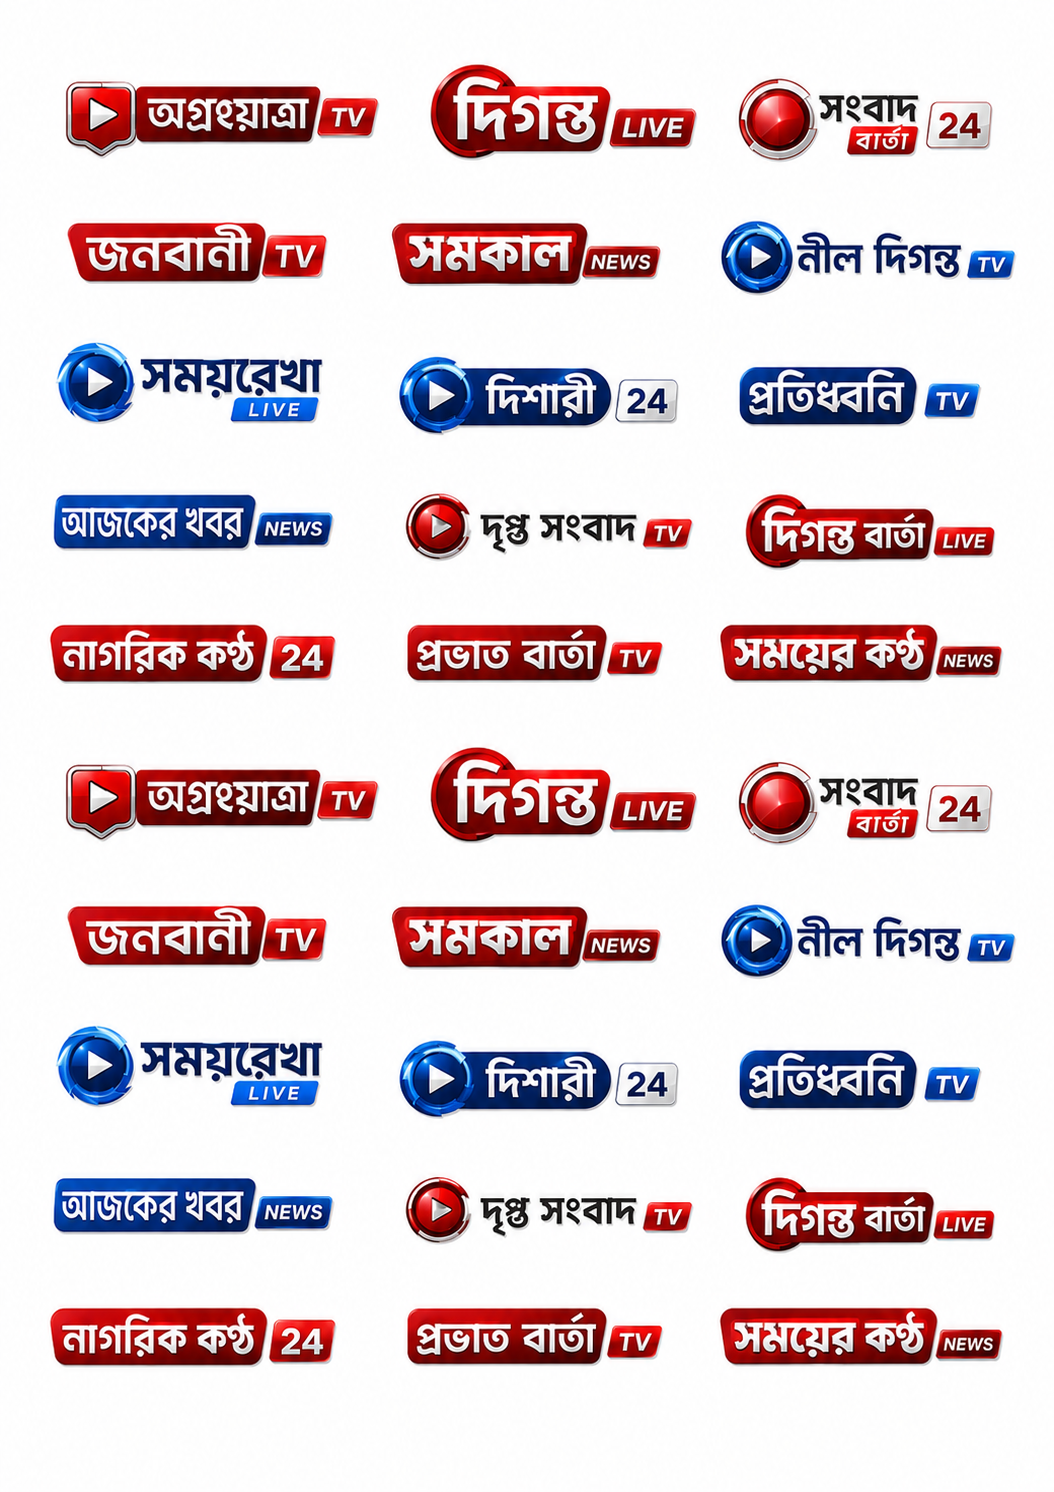 অগ্রংয়াত্রা TV
দিগন্ত LIVE
সংবাদ
বার্তা
24
জনবানী TV
সমকাল NEWS
নীল দিগন্ত TV
সময়রেখা
LIVE
দিশারী 24
প্রতিধ্বনি TV
আজকের খবর NEWS
দৃপ্ত সংবাদ TV
দিগন্ত বার্তা LIVE
নাগরিক কণ্ঠ 24
প্রভাত বার্তা TV
সময়ের কণ্ঠ NEWS
অগ্রংয়াত্রা TV
দিগন্ত LIVE
সংবাদ
বার্তা
24
জনবানী TV
সমকাল NEWS
নীল দিগন্ত TV
সময়রেখা
LIVE
দিশারী 24
প্রতিধ্বনি TV
আজকের খবর NEWS
দৃপ্ত সংবাদ TV
দিগন্ত বার্তা LIVE
নাগরিক কণ্ঠ 24
প্রভাত বার্তা TV
সময়ের কণ্ঠ NEWS